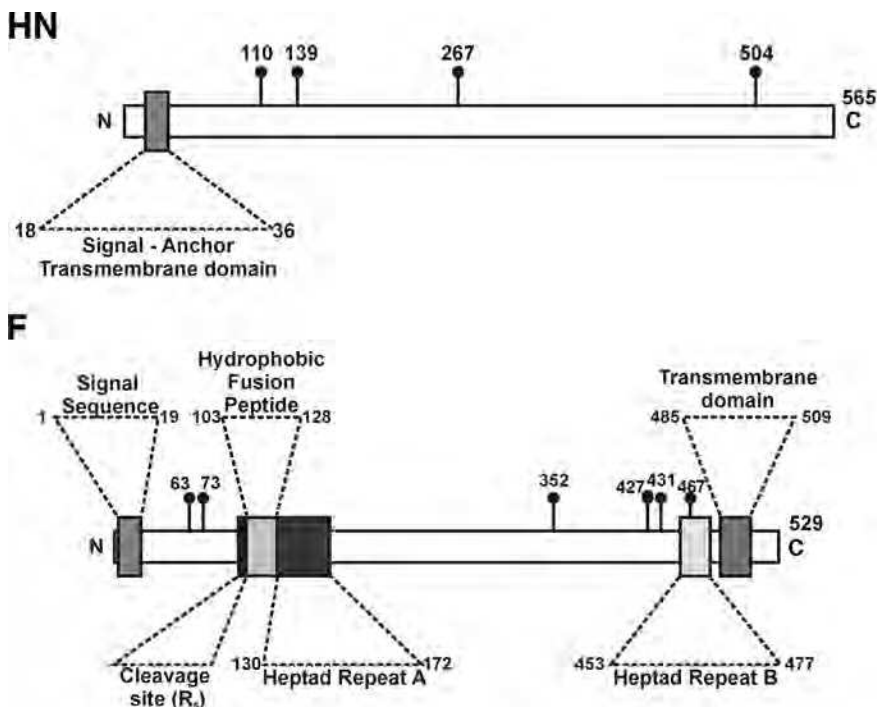 HN
110 139 267 504
565
N C
18 36
Signal - Anchor
Transmembrane domain
F
Hydrophobic
Fusion
Peptide
Signal
Sequence
Transmembrane
domain
1 19 103 128 485 509
63 73 352 427 431 467
529
N C
130 172 453 477
Cleavage
site (R₅)
Heptad Repeat A
Heptad Repeat B